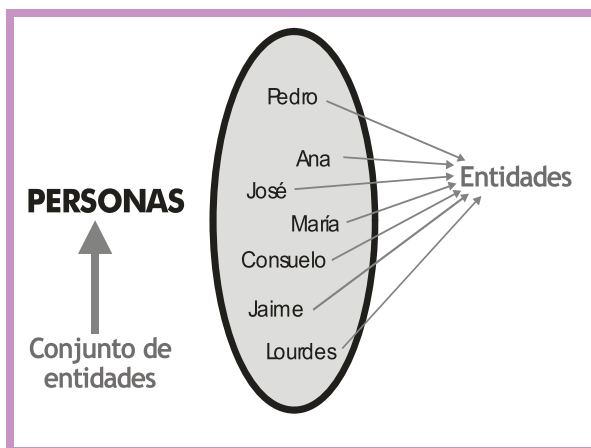 Pedro
Ana
José
María
Consuelo
Jaime
Lourdes
Entidades
PERSONAS
Conjunto de
entidades